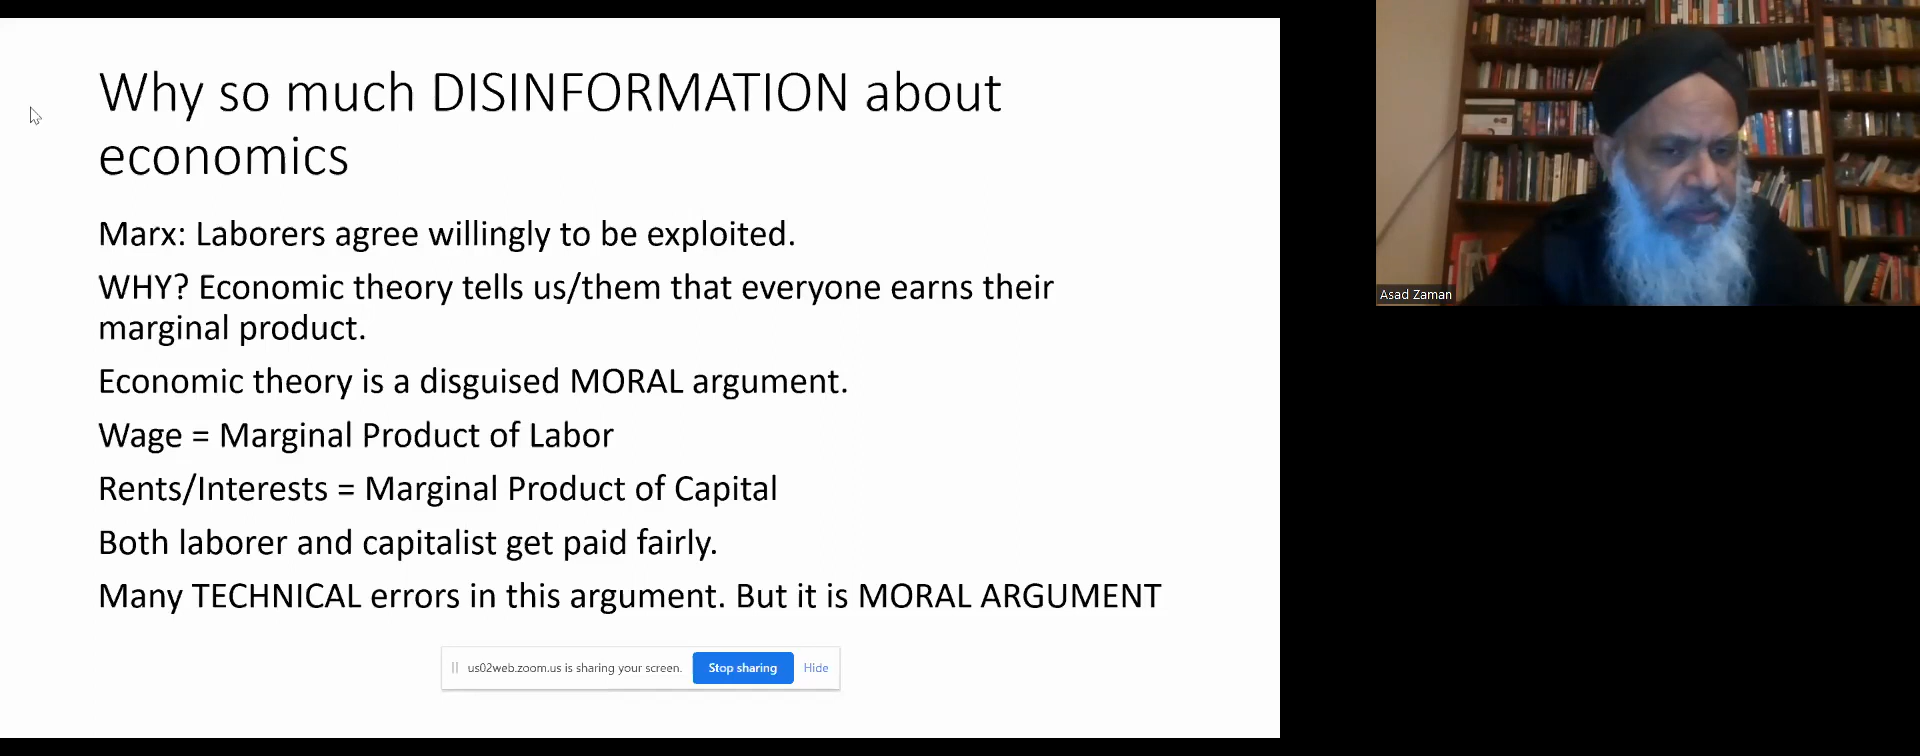 Why so much DISINFORMATION about
economics
Marx: Laborers agree willingly to be exploited.
WHY? Economic theory tells us/them that everyone earns their
marginal product.
Economic theory is a disguised MORAL argument.
Wage = Marginal Product of Labor
Rents/Interests = Marginal Product of Capital
Both laborer and capitalist get paid fairly.
Many TECHNICAL errors in this argument. But it is MORAL ARGUMENT
us02web.zoom.us is sharing your screen. Stop sharing Hide
Asad Zaman